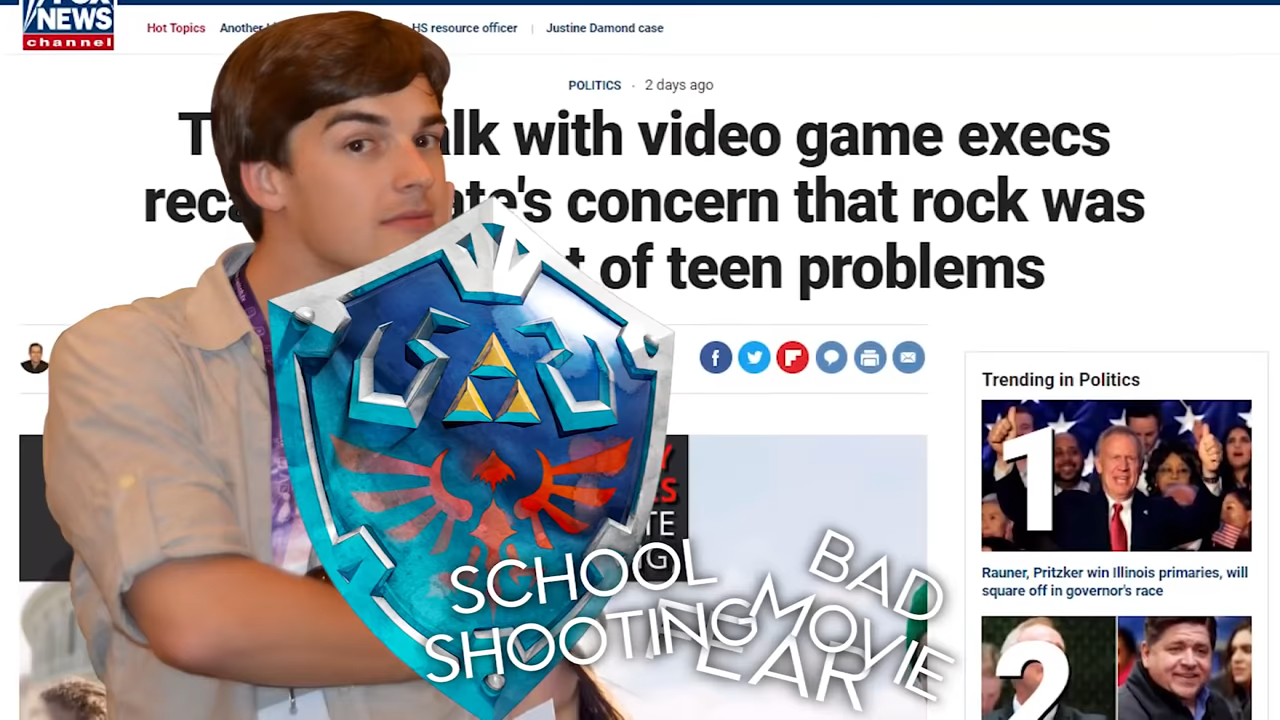 FOX
NEWS
channel
Hot Topics
Another
HS resource officer
Justine Damond case
POLITICS · 2 days ago
alk with video game execs
concern that rock was
of teen problems
Trending in Politics
1
Rauner, Pritzker win Illinois primaries, will
square off in governor's race
2
SCHOOL
SHOOTING
BAD
MOVIE